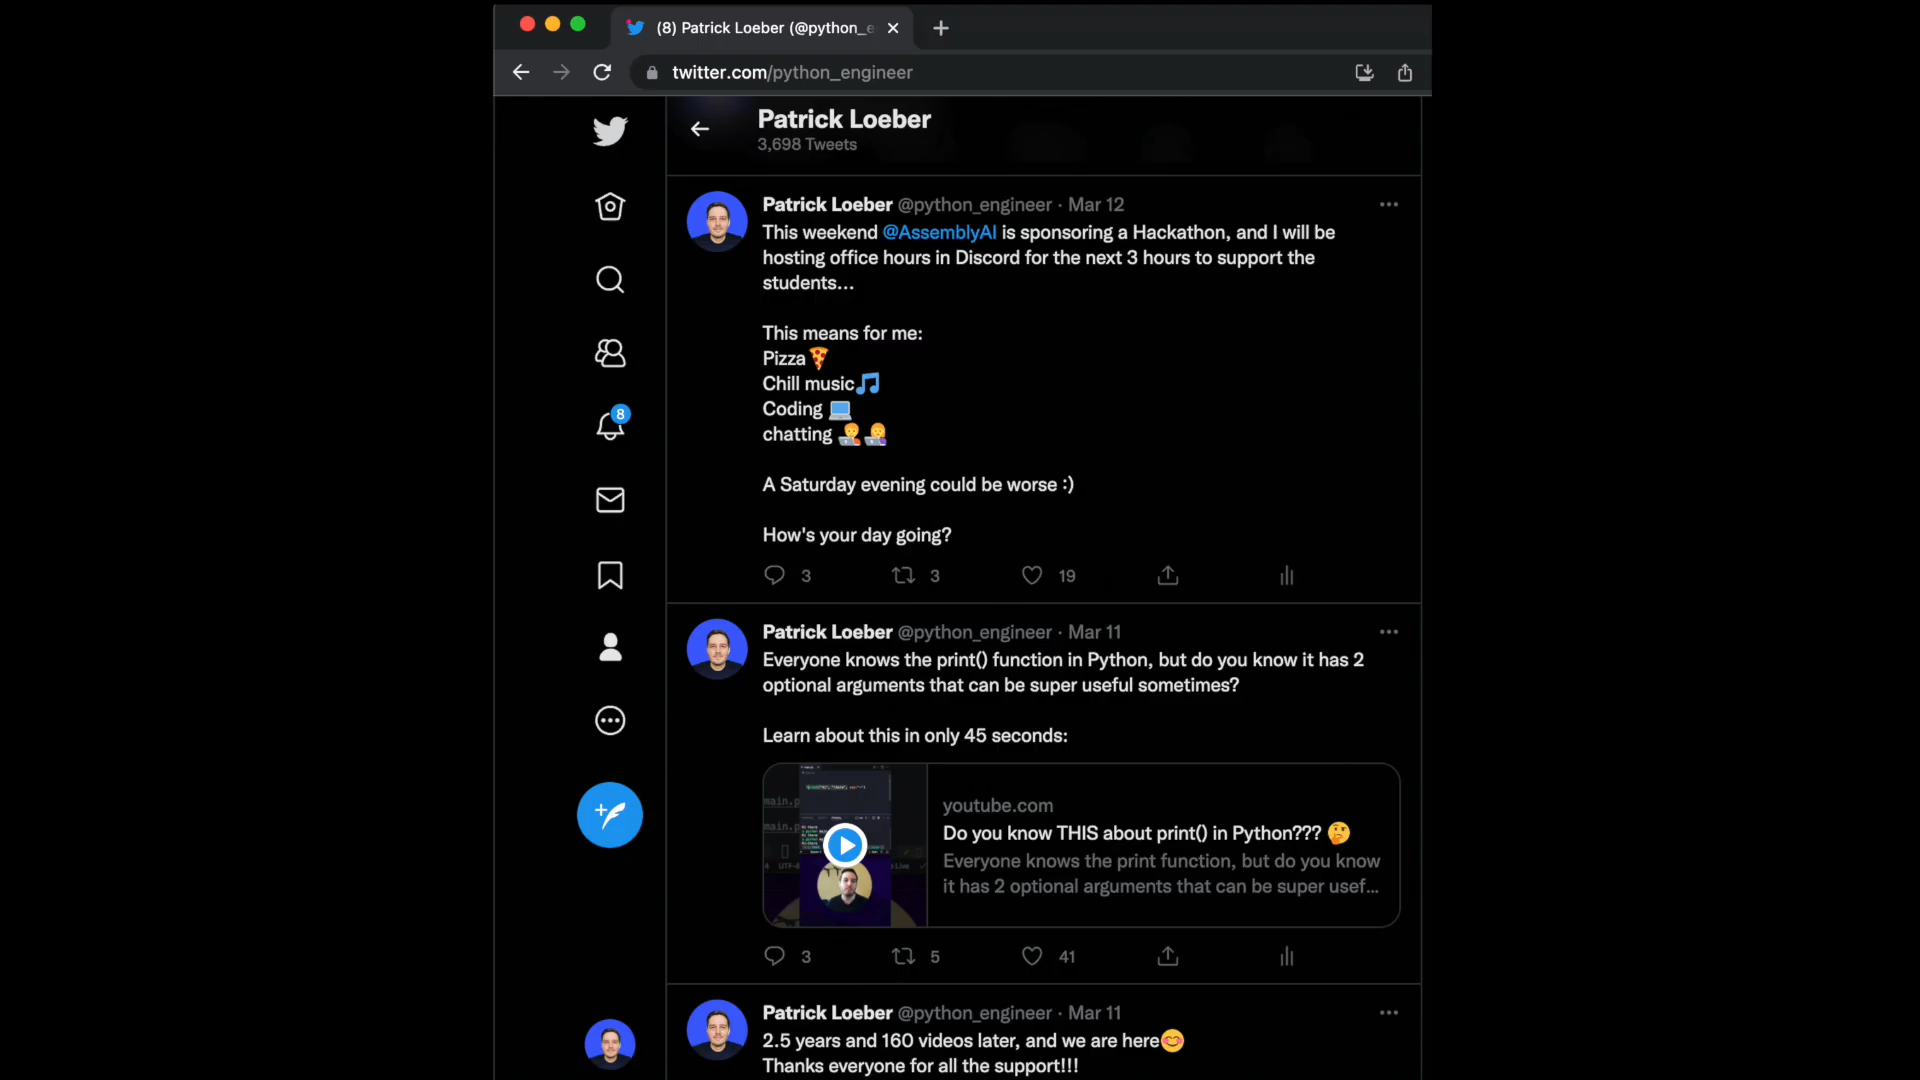 (8) Patrick Loeber (@python_e
twitter.com/python_engineer
Patrick Loeber
3,698 Tweets
Patrick Loeber @python_engineer · Mar 12
This weekend @AssemblyAI is sponsoring a Hackathon, and I will be
hosting office hours in Discord for the next 3 hours to support the
students...
This means for me:
Pizza🍕
Chill music🎵
Coding 💻
chatting 🧑‍💻👩‍💻
A Saturday evening could be worse :)
How's your day going?
3 3 19
8
Patrick Loeber @python_engineer · Mar 11
Everyone knows the print() function in Python, but do you know it has 2
optional arguments that can be super useful sometimes?
Learn about this in only 45 seconds:
youtube.com
Do you know THIS about print() in Python??? 🤔
Everyone knows the print function, but do you know
it has 2 optional arguments that can be super usef...
main.p
main.p
3 5 41
Patrick Loeber @python_engineer · Mar 11
2.5 years and 160 videos later, and we are here😊
Thanks everyone for all the support!!!